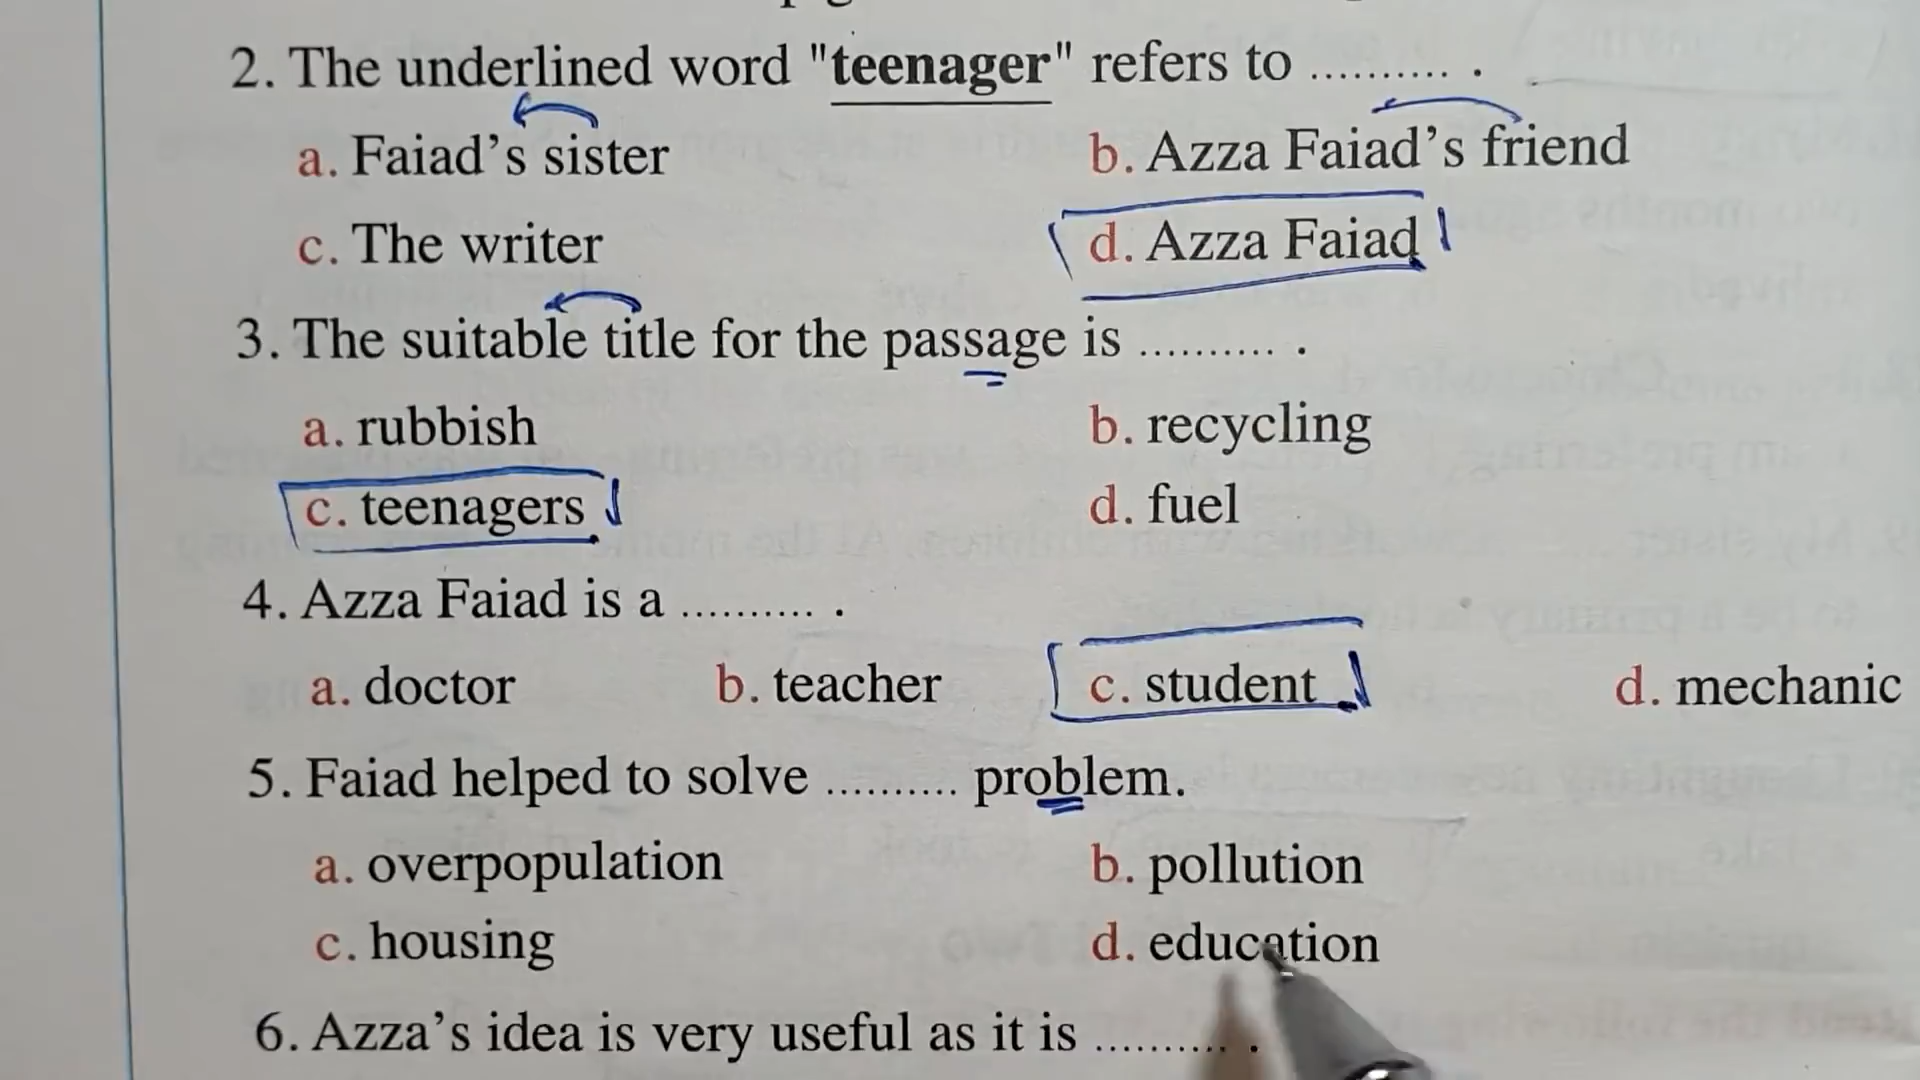 2. The underlined word "teenager" refers to .......... .
a. Faiad’s sister b. Azza Faiad’s friend
c. The writer d. Azza Faiad
3. The suitable title for the passage is .......... .
a. rubbish b. recycling
c. teenagers d. fuel
4. Azza Faiad is a .......... .
a. doctor b. teacher c. student d. mechanic
5. Faiad helped to solve .......... problem.
a. overpopulation b. pollution
c. housing d. education
6. Azza’s idea is very useful as it is .......... .